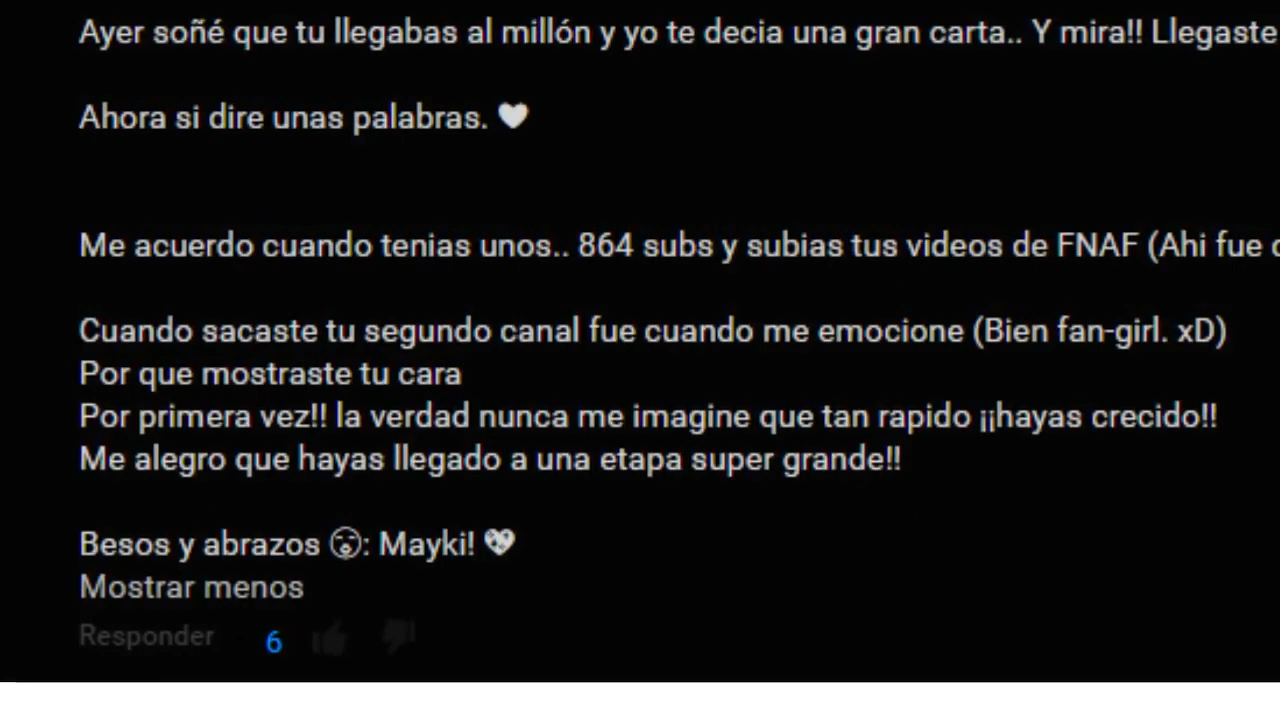 Ayer soñé que tu llegabas al millón y yo te decia una gran carta.. Y mira!! Llegaste
Ahora si dire unas palabras. 🤍
Me acuerdo cuando tenias unos.. 864 subs y subias tus videos de FNAF (Ahi fue
Cuando sacaste tu segundo canal fue cuando me emocione (Bien fan-girl. xD)
Por que mostraste tu cara
Por primera vez!! la verdad nunca me imagine que tan rapido ¡¡hayas crecido!!
Me alegro que hayas llegado a una etapa super grande!!
Besos y abrazos 😮: Mayki! 💖
Mostrar menos
Responder 6